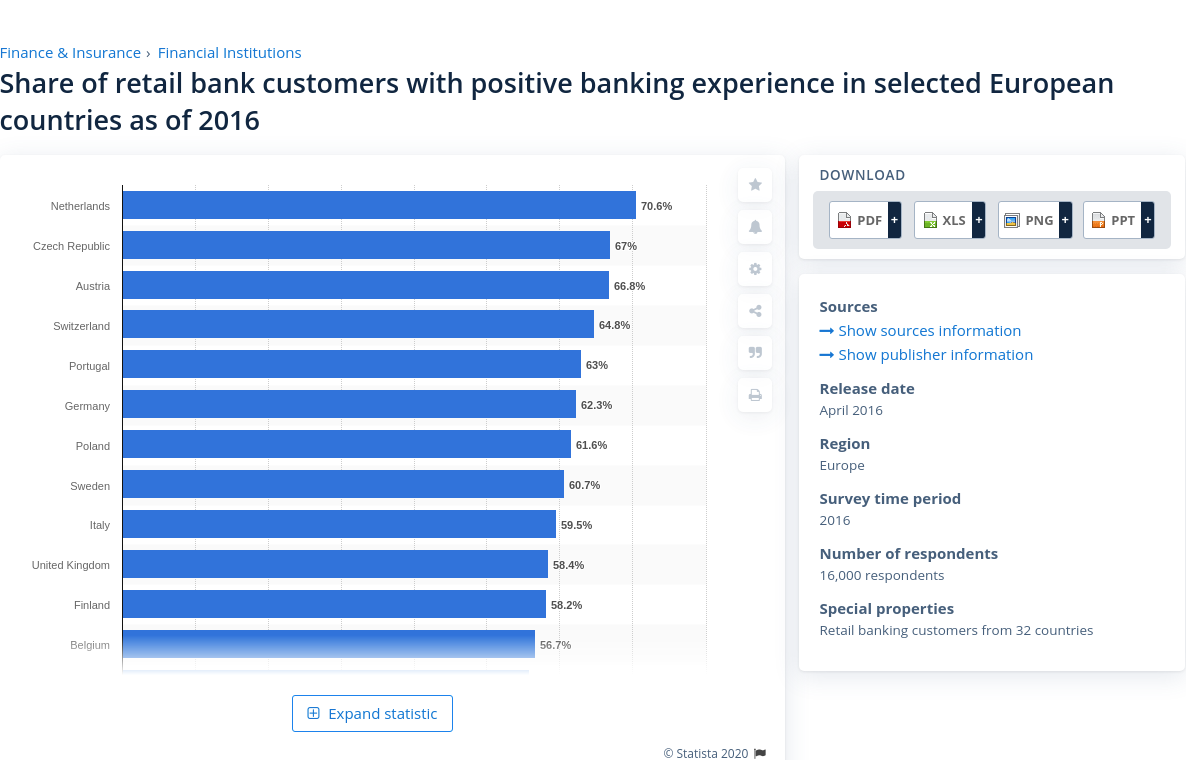 Finance & Insurance › Financial Institutions
Share of retail bank customers with positive banking experience in selected European
countries as of 2016
Netherlands 70.6%
Czech Republic 67%
Austria 66.8%
Switzerland 64.8%
Portugal 63%
Germany 62.3%
Poland 61.6%
Sweden 60.7%
Italy 59.5%
United Kingdom 58.4%
Finland 58.2%
Belgium 56.7%
Expand statistic
© Statista 2020
DOWNLOAD
PDF + XLS + PNG + PPT +
Sources
Show sources information
Show publisher information
Release date
April 2016
Region
Europe
Survey time period
2016
Number of respondents
16,000 respondents
Special properties
Retail banking customers from 32 countries